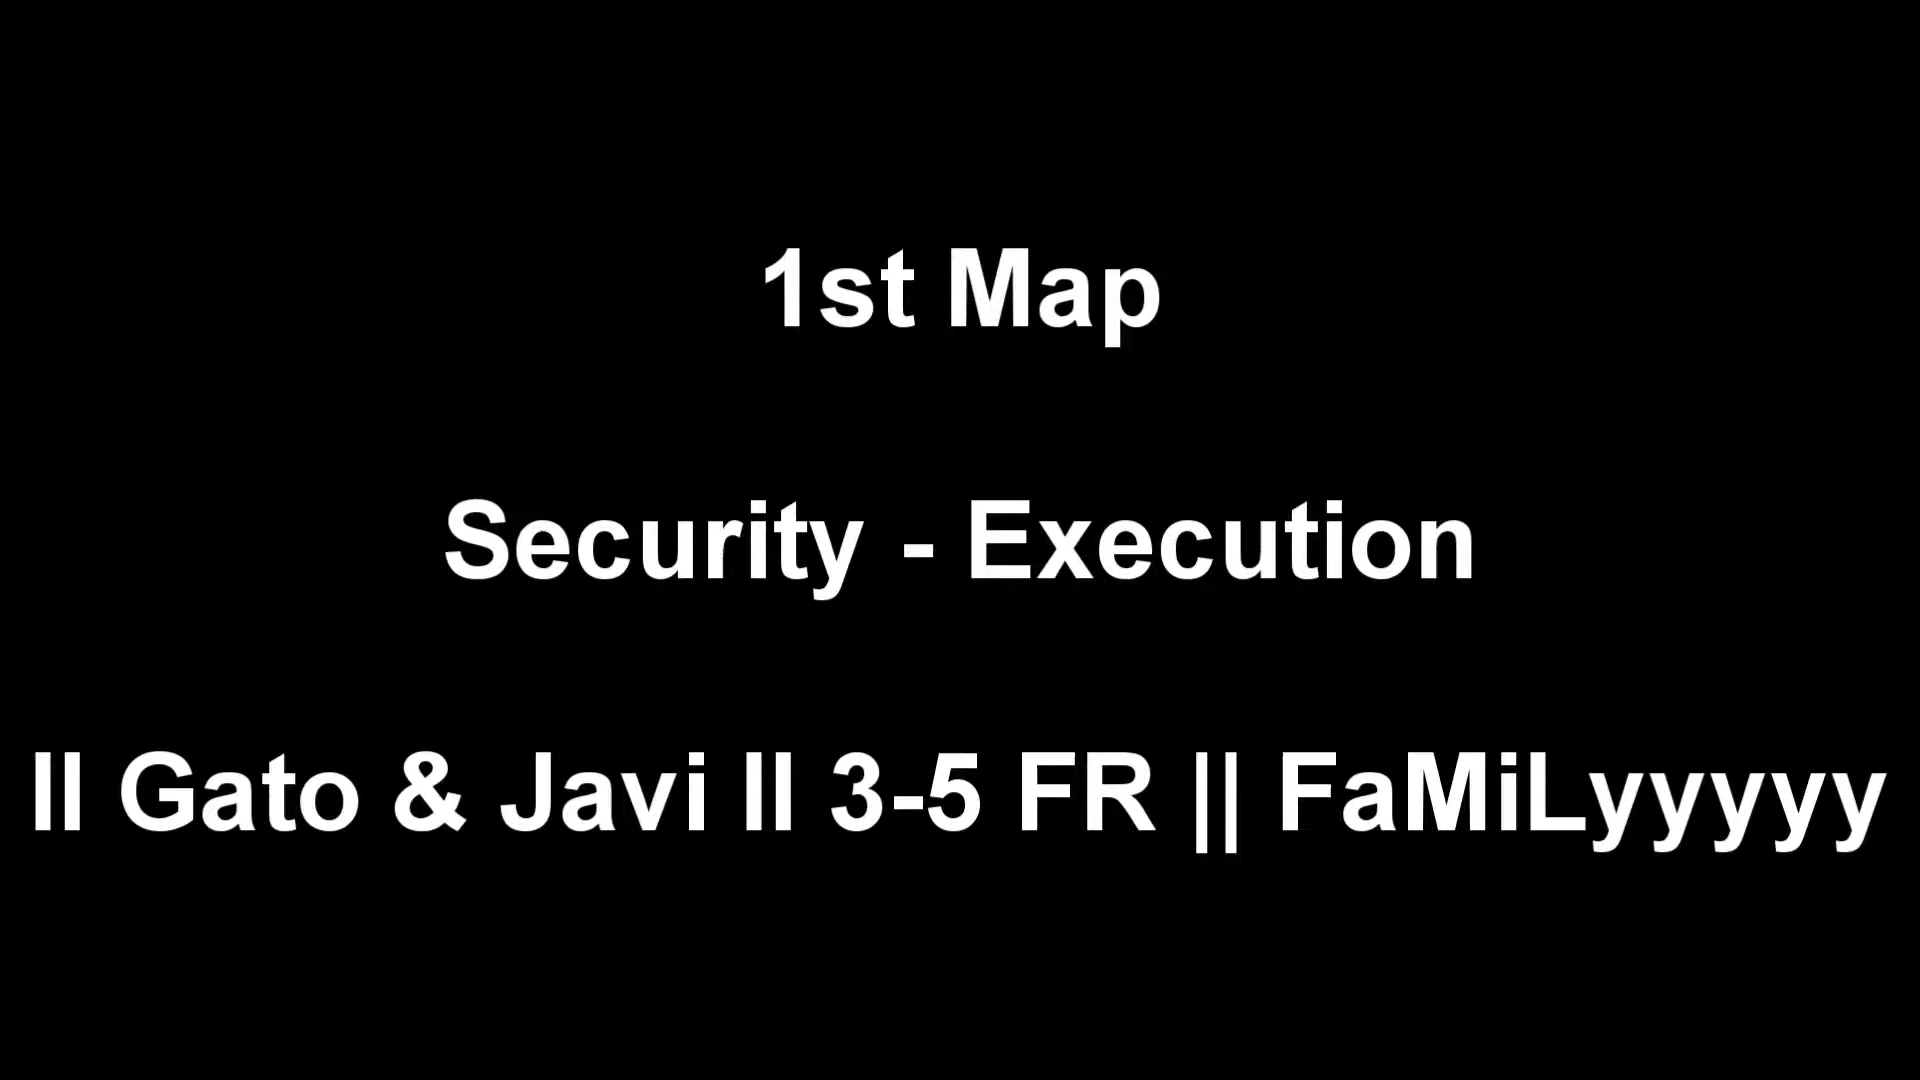 1st Map
Security - Execution
II Gato & Javi II 3-5 FR || FaMiLyyyyy